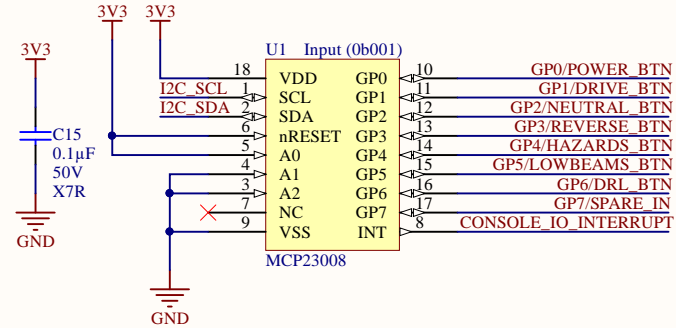 3V3 3V3
3V3
U1 Input (0b001)
18 VDD GP0 10 GP0/POWER_BTN
I2C_SCL 1 SCL GP1 11 GP1/DRIVE_BTN
I2C_SDA 2 SDA GP2 12 GP2/NEUTRAL_BTN
6 nRESET GP3 13 GP3/REVERSE_BTN
5 A0 GP4 14 GP4/HAZARDS_BTN
4 A1 GP5 15 GP5/LOWBEAMS_BTN
3 A2 GP6 16 GP6/DRL_BTN
7 NC GP7 17 GP7/SPARE_IN
9 VSS INT 8 CONSOLE_IO_INTERRUPT
MCP23008
C15
0.1µF
50V
X7R
GND
GND